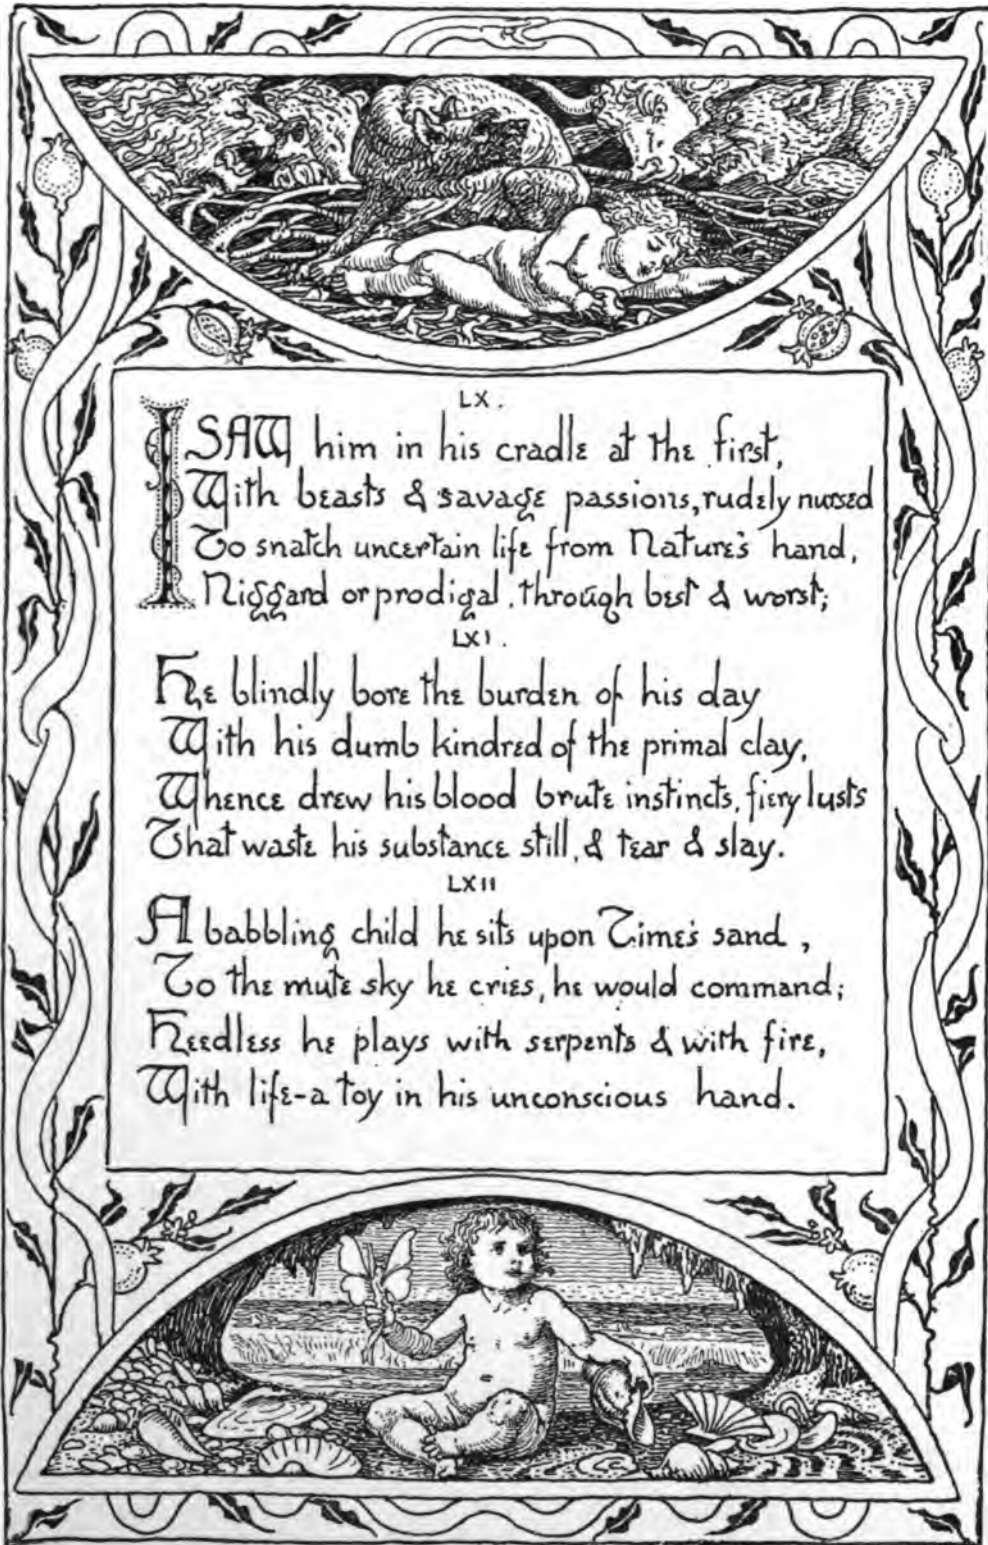 LX.
I SAW him in his cradle at the first,
With beasts & savage passions, rudely nursed
To snatch uncertain life from Nature's hand,
Niggard or prodigal, through best & worst;
LXI.
He blindly bore the burden of his day
With his dumb kindred of the primal clay,
Whence drew his blood brute instincts, fiery lusts
That waste his substance still, & tear & slay.
LXII
A babbling child he sits upon Time's sand,
To the mute sky he cries, he would command;
Heedless he plays with serpents & with fire,
With life-a toy in his unconscious hand.